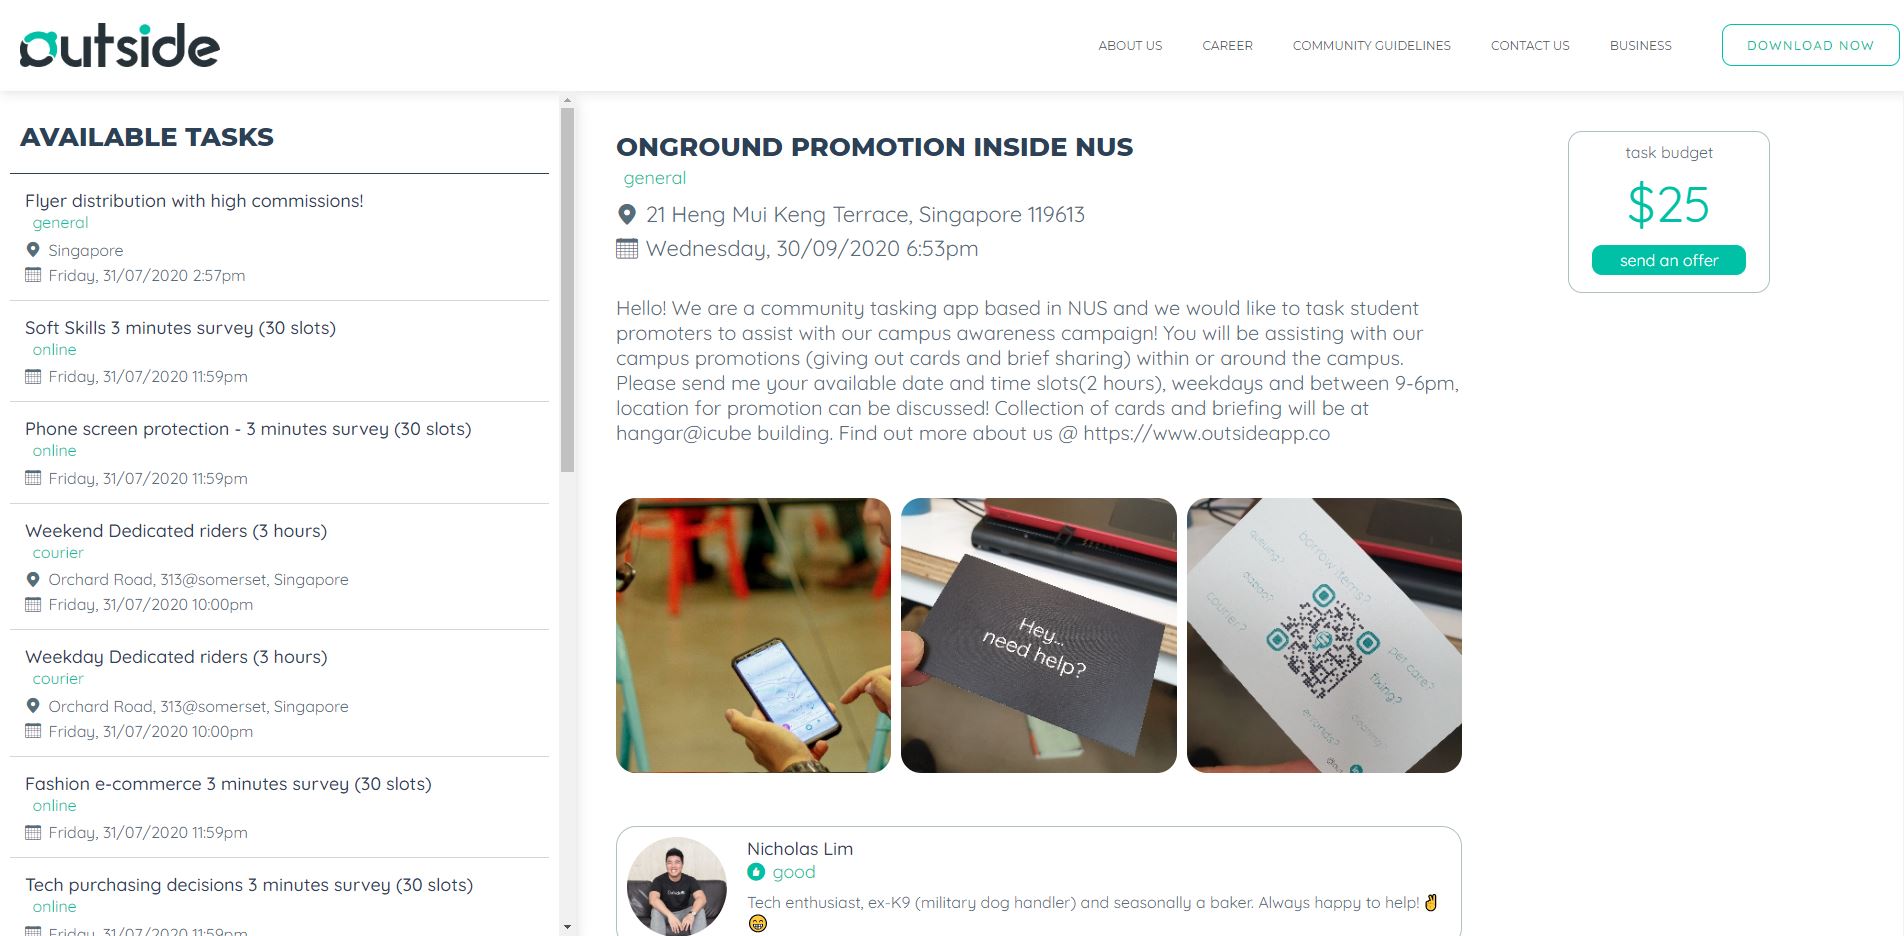 outside
ABOUT US
CAREER
COMMUNITY GUIDELINES
CONTACT US
BUSINESS
DOWNLOAD NOW
AVAILABLE TASKS
Flyer distribution with high commissions!
general
Singapore
Friday, 31/07/2020 2:57pm
Soft Skills 3 minutes survey (30 slots)
online
Friday, 31/07/2020 11:59pm
Phone screen protection - 3 minutes survey (30 slots)
online
Friday, 31/07/2020 11:59pm
Weekend Dedicated riders (3 hours)
courier
Orchard Road, 313@somerset, Singapore
Friday, 31/07/2020 10:00pm
Weekday Dedicated riders (3 hours)
courier
Orchard Road, 313@somerset, Singapore
Friday, 31/07/2020 10:00pm
Fashion e-commerce 3 minutes survey (30 slots)
online
Friday, 31/07/2020 11:59pm
Tech purchasing decisions 3 minutes survey (30 slots)
online
Friday, 31/07/2020 11:59pm
ONGROUND PROMOTION INSIDE NUS
general
21 Heng Mui Keng Terrace, Singapore 119613
Wednesday, 30/09/2020 6:53pm
Hello! We are a community tasking app based in NUS and we would like to task student
promoters to assist with our campus awareness campaign! You will be assisting with our
campus promotions (giving out cards and brief sharing) within or around the campus.
Please send me your available date and time slots(2 hours), weekdays and between 9-6pm,
location for promotion can be discussed! Collection of cards and briefing will be at
hangar@icube building. Find out more about us @ https://www.outsideapp.co
Hey...
need help?
queuing?
borrow items?
dabao?
courier?
pet care?
fixing?
cleaning?
errands?
Nicholas Lim
good
Tech enthusiast, ex-K9 (military dog handler) and seasonally a baker. Always happy to help! ✌
😁
task budget
$25
send an offer